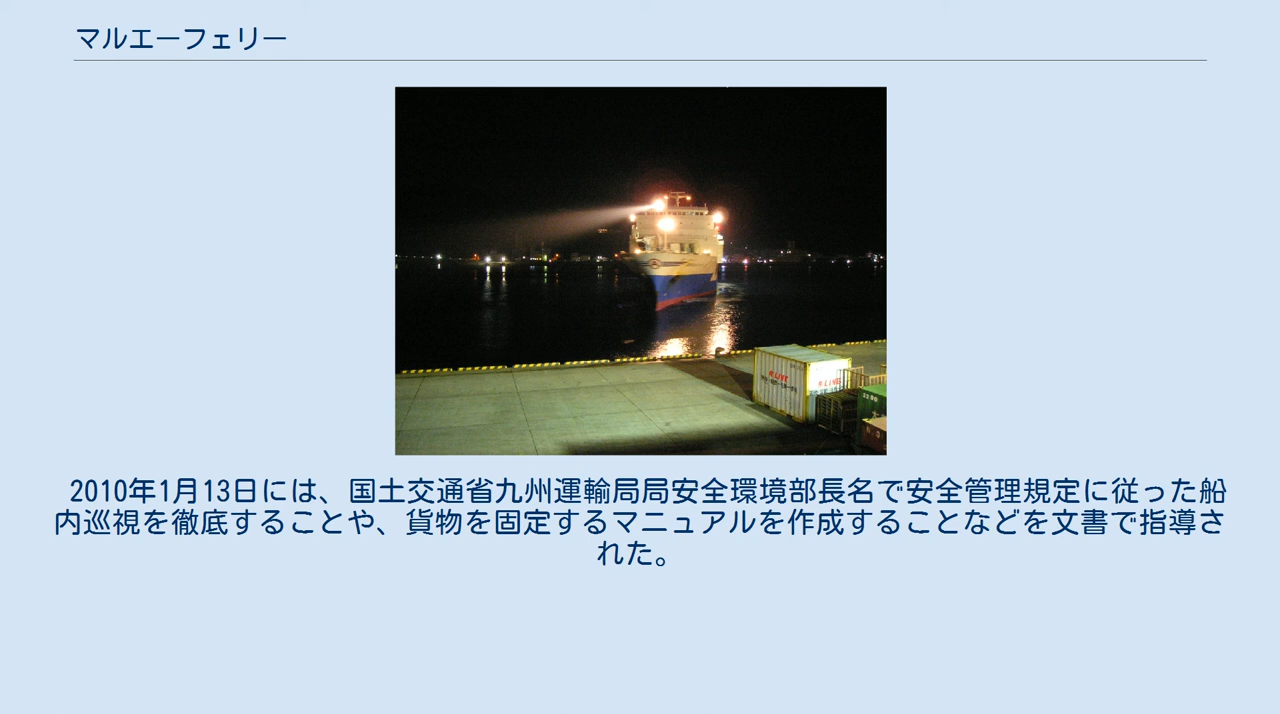 マルエーフェリー
LIVE
LIVE
2010年1月13日には、国土交通省九州運輸局局安全環境部長名で安全管理規定に従った船
内巡視を徹底することや、貨物を固定するマニュアルを作成することなどを文書で指導さ
れた。